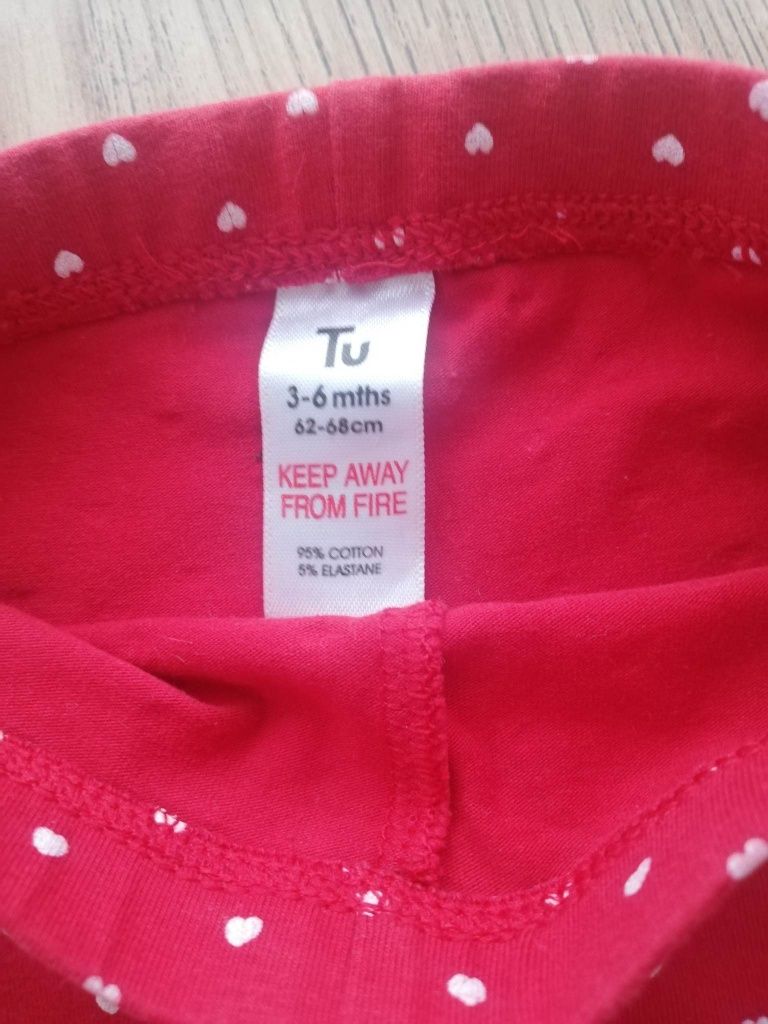 Tu
3-6 mths
62-68cm
KEEP AWAY
FROM FIRE
95% COTTON
5% ELASTANE